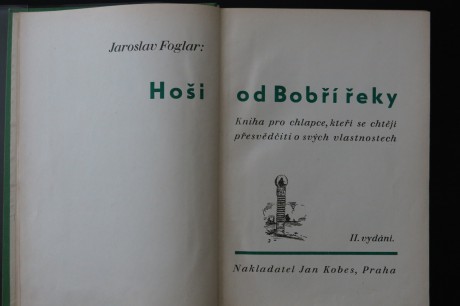 Jaroslav Foglar:
Hoši od Bobří řeky
Kniha pro chlapce, kteří se chtějí
přesvědčiti o svých vlastnostech
II. vydání.
Nakladatel Jan Kobes, Praha